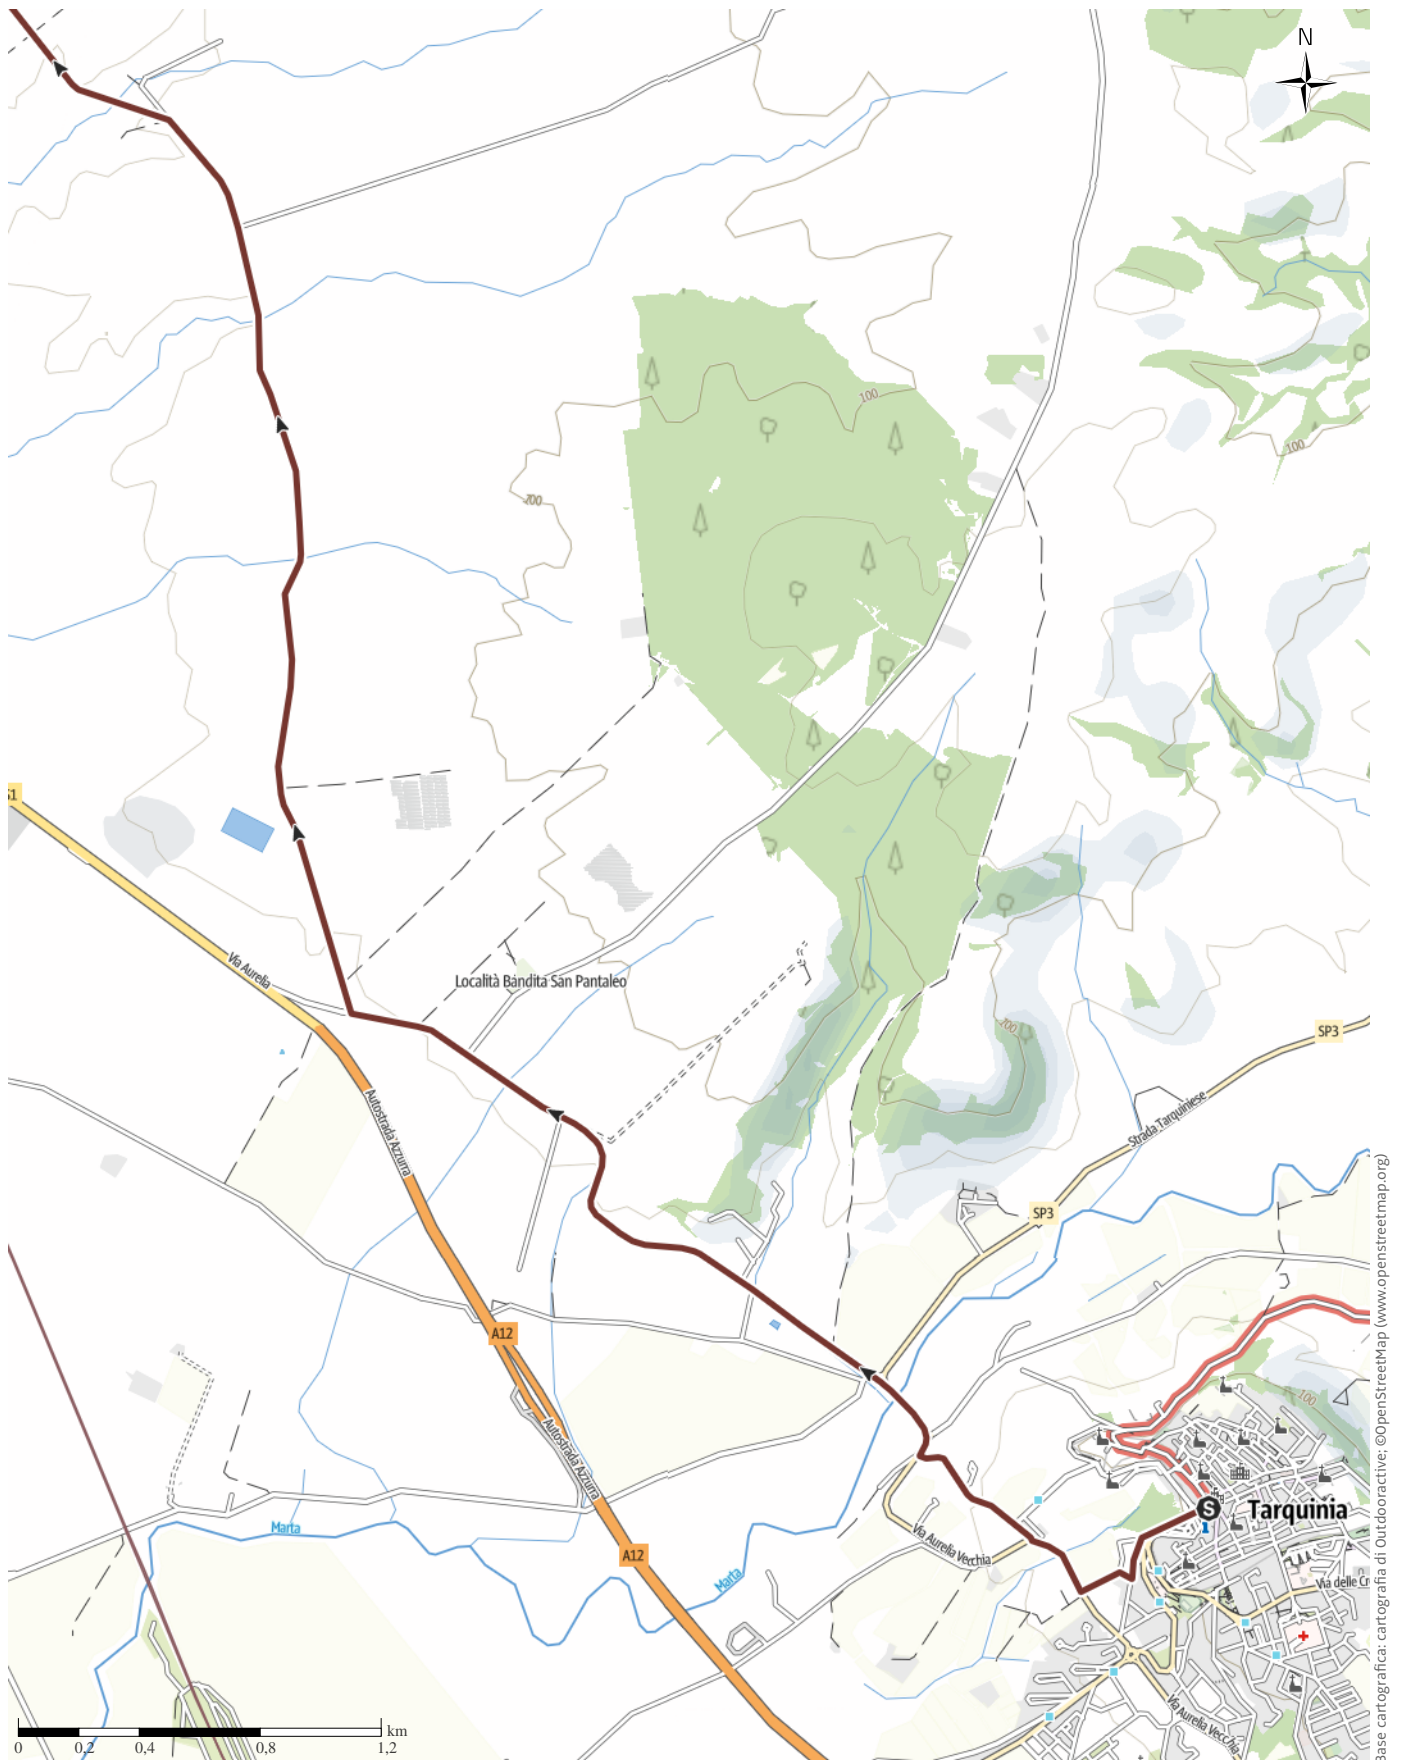 N
100
100
200
51
Via Aurelia
Località Bandita San Pantaleo
100
SP3
Autostrada Azzurra
Strada Tarquiniese
SP3
A12
100
Autostrada Azzurra
S
Tarquinia
Marta
Via Aurelia Vecchia
A12
Marta
Via delle Cr
Via Aurelia Vecchia
km
0 0,2 0,4 0,8 1,2
Base cartografica: cartografia di Outdooractive; ©OpenStreetMap (www.openstreetmap.org)